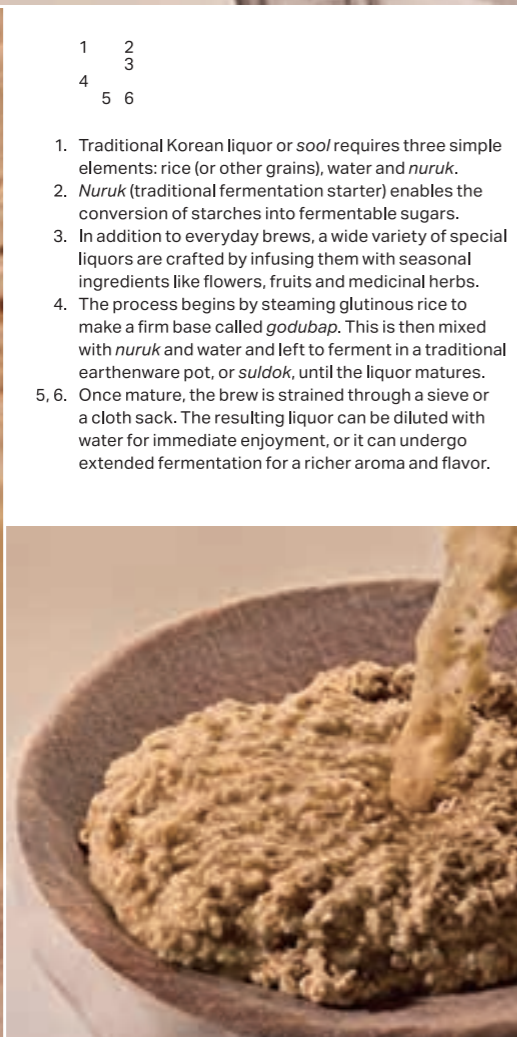 1 2
3
4
5 6
1. Traditional Korean liquor or sool requires three simple
elements: rice (or other grains), water and nuruk.
2. Nuruk (traditional fermentation starter) enables the
conversion of starches into fermentable sugars.
3. In addition to everyday brews, a wide variety of special
liquors are crafted by infusing them with seasonal
ingredients like flowers, fruits and medicinal herbs.
4. The process begins by steaming glutinous rice to
make a firm base called godubap. This is then mixed
with nuruk and water and left to ferment in a traditional
earthenware pot, or suldok, until the liquor matures.
5, 6. Once mature, the brew is strained through a sieve or
a cloth sack. The resulting liquor can be diluted with
water for immediate enjoyment, or it can undergo
extended fermentation for a richer aroma and flavor.